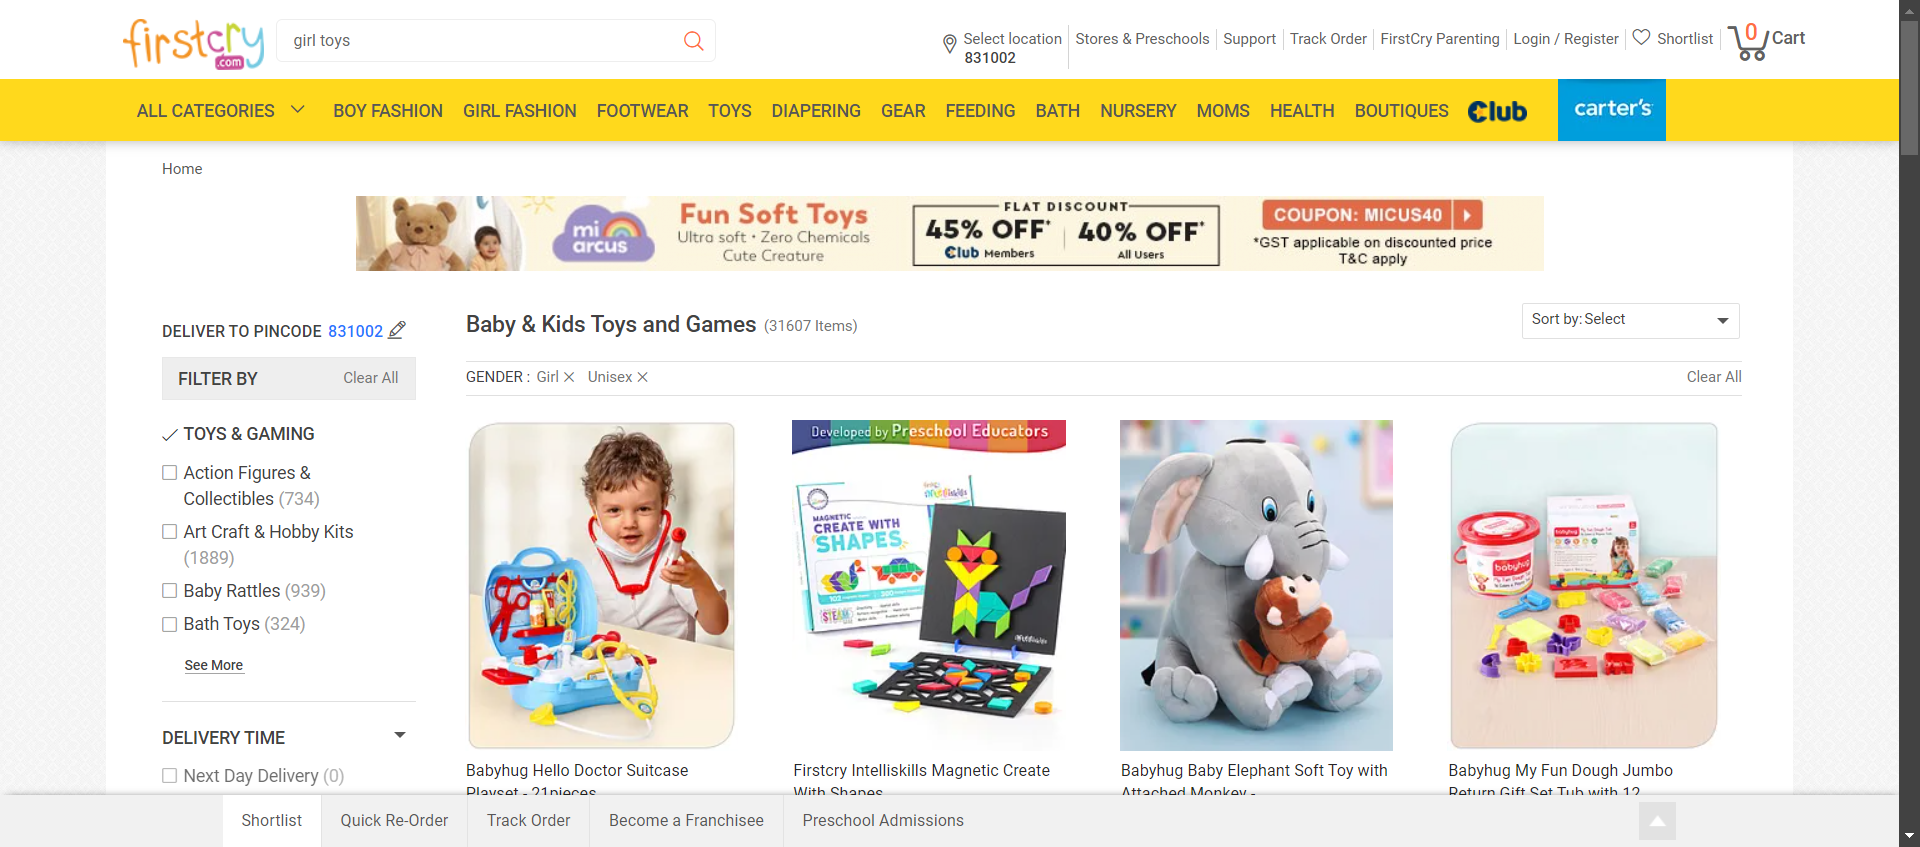 firstcry
.com
girl toys
Select location
831002
Stores & Preschools
Support
Track Order
FirstCry Parenting
Login / Register
Shortlist
0
Cart
ALL CATEGORIES
BOY FASHION
GIRL FASHION
FOOTWEAR
TOYS
DIAPERING
GEAR
FEEDING
BATH
NURSERY
MOMS
HEALTH
BOUTIQUES
Club
carter's
Home
mi arcus
Fun Soft Toys
Ultra soft • Zero Chemicals
Cute Creature
FLAT DISCOUNT
45% OFF*
Club Members
40% OFF*
All Users
COUPON: MICUS40
*GST applicable on discounted price
T&C apply
DELIVER TO PINCODE 831002
FILTER BY
Clear All
TOYS & GAMING
Action Figures &
Collectibles (734)
Art Craft & Hobby Kits
(1889)
Baby Rattles (939)
Bath Toys (324)
See More
DELIVERY TIME
Next Day Delivery (0)
Baby & Kids Toys and Games (31607 Items)
Sort by: Select
GENDER : Girl Unisex
Clear All
Developed by Preschool Educators
MAGNETIC
CREATE WITH
SHAPES
STEAM
babyhug
My Fun Dough Tub
Babyhug Hello Doctor Suitcase
Playset - 21pieces
Firstcry Intelliskills Magnetic Create
With Shapes
Babyhug Baby Elephant Soft Toy with
Attached Monkey -
Babyhug My Fun Dough Jumbo
Return Gift Set Tub with 12
Shortlist
Quick Re-Order
Track Order
Become a Franchisee
Preschool Admissions